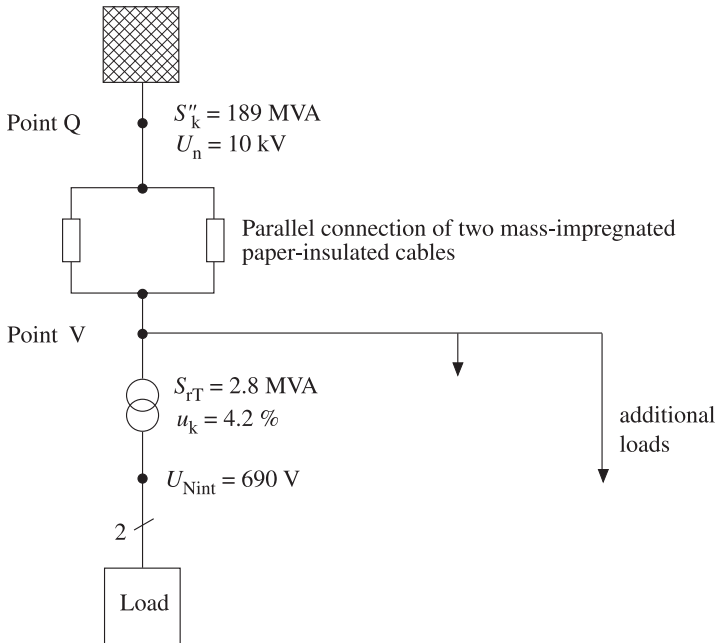 Point Q
S″k = 189 MVA
Un = 10 kV
Parallel connection of two mass-impregnated
paper-insulated cables
Point V
SrT = 2.8 MVA
uk = 4.2 %
additional
loads
UNint = 690 V
2
Load